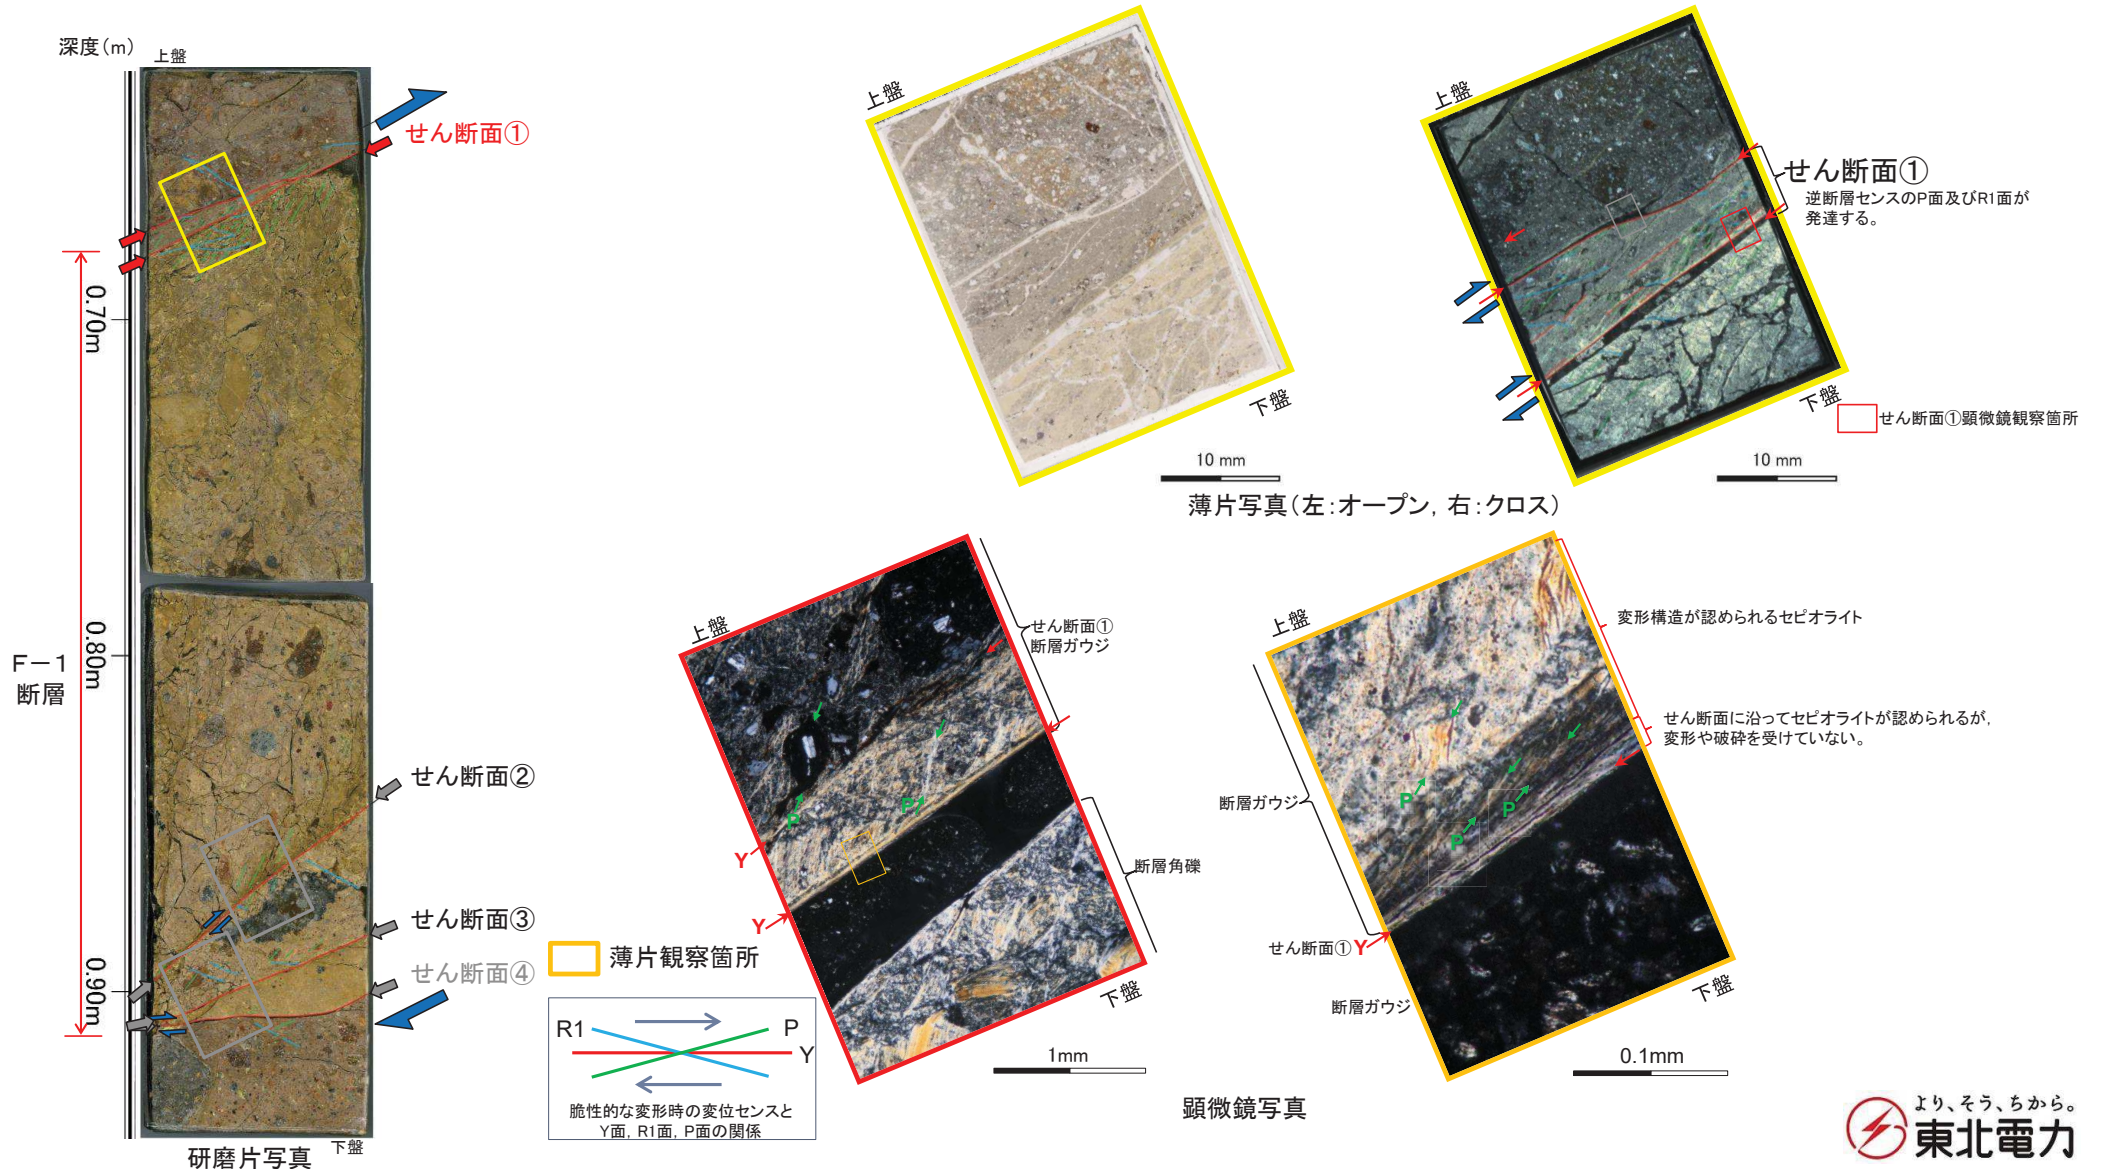 深度(m)
上盤
せん断面①
0.70m
0.80m
F-1
断層
せん断面②
せん断面③
せん断面④
0.90m
研磨片写真
下盤
上盤
下盤
10 mm
上盤
せん断面①
逆断層センスのP面及びR1面が
発達する。
下盤
せん断面①顕微鏡観察箇所
10 mm
薄片写真(左:オープン, 右:クロス)
上盤
せん断面①
断層ガウジ
P
P
Y
Y
断層角礫
下盤
1mm
上盤
変形構造が認められるセピオライト
せん断面に沿ってセピオライトが認められるが,
変形や破砕を受けていない。
断層ガウジ
P
P
P
せん断面① Y
断層ガウジ
下盤
0.1mm
顕微鏡写真
薄片観察箇所
R1
P
Y
脆性的な変形時の変位センスと
Y面, R1面, P面の関係
より、そう、ちから。
東北電力